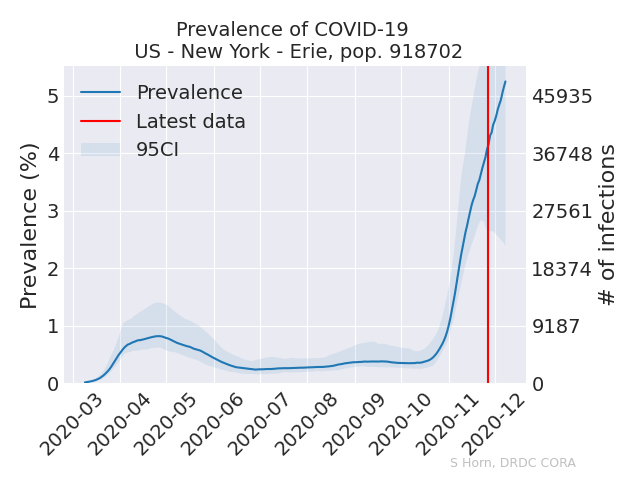 Prevalence of COVID-19
US - New York - Erie, pop. 918702
Prevalence
Latest data
95CI
Prevalence (%)
5
4
3
2
1
0
45935
36748
27561
18374
9187
0
# of infections
2020-03
2020-04
2020-05
2020-06
2020-07
2020-08
2020-09
2020-10
2020-11
2020-12
S Horn, DRDC CORA